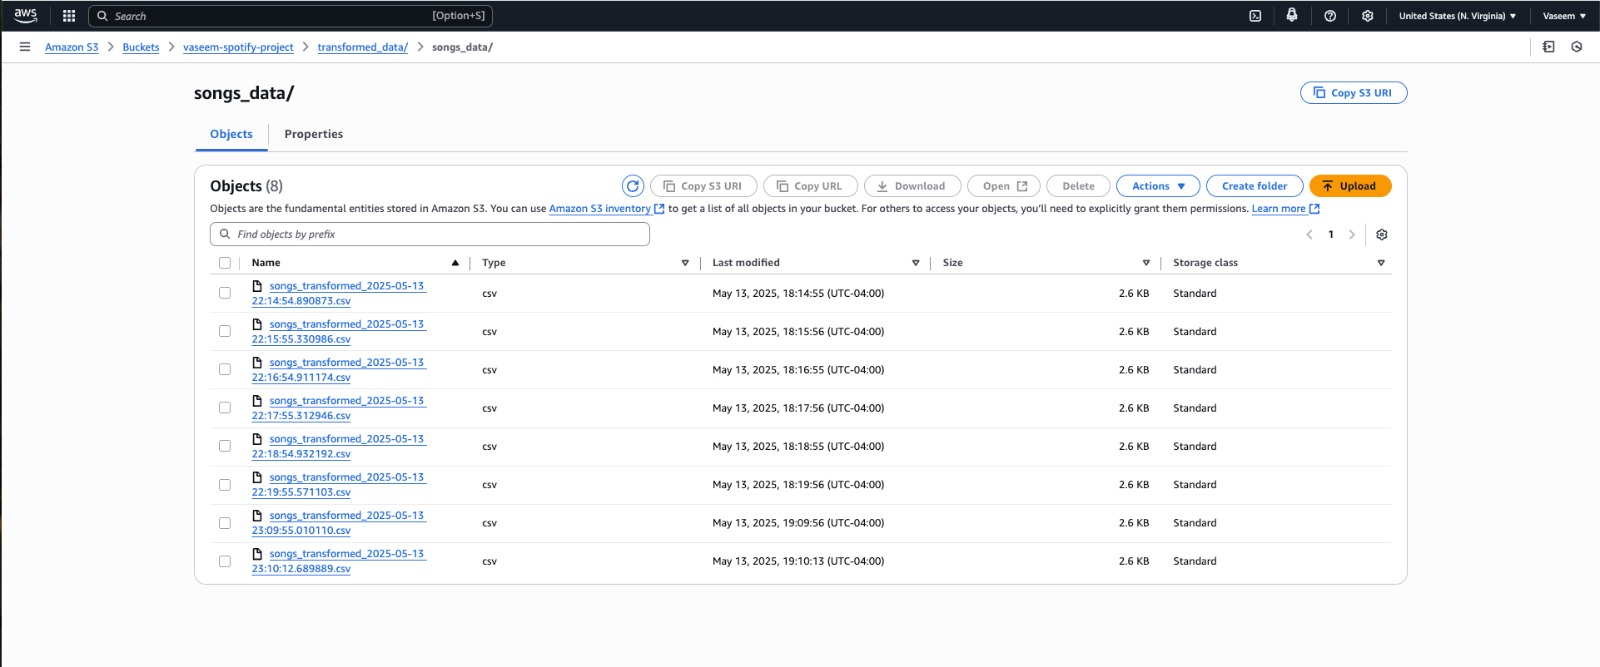 aws
Search [Option+S] United States (N. Virginia) Vaseem
Amazon S3 > Buckets > vaseem-spotify-project > transformed_data/ > songs_data/
songs_data/
Copy S3 URI
Objects Properties
Objects (8)
Copy S3 URI Copy URL Download Open Delete Actions Create folder Upload
Objects are the fundamental entities stored in Amazon S3. You can use Amazon S3 inventory to get a list of all objects in your bucket. For others to access your objects, you'll need to explicitly grant them permissions. Learn more
Find objects by prefix
1
Name Type Last modified Size Storage class
songs_transformed_2025-05-13
22:14:54.890873.csv
csv May 13, 2025, 18:14:55 (UTC-04:00) 2.6 KB Standard
songs_transformed_2025-05-13
22:15:55.330986.csv
csv May 13, 2025, 18:15:56 (UTC-04:00) 2.6 KB Standard
songs_transformed_2025-05-13
22:16:54.911174.csv
csv May 13, 2025, 18:16:55 (UTC-04:00) 2.6 KB Standard
songs_transformed_2025-05-13
22:17:55.312946.csv
csv May 13, 2025, 18:17:56 (UTC-04:00) 2.6 KB Standard
songs_transformed_2025-05-13
22:18:54.932192.csv
csv May 13, 2025, 18:18:55 (UTC-04:00) 2.6 KB Standard
songs_transformed_2025-05-13
22:19:55.571103.csv
csv May 13, 2025, 18:19:56 (UTC-04:00) 2.6 KB Standard
songs_transformed_2025-05-13
23:09:55.010110.csv
csv May 13, 2025, 19:09:56 (UTC-04:00) 2.6 KB Standard
songs_transformed_2025-05-13
23:10:12.689889.csv
csv May 13, 2025, 19:10:13 (UTC-04:00) 2.6 KB Standard